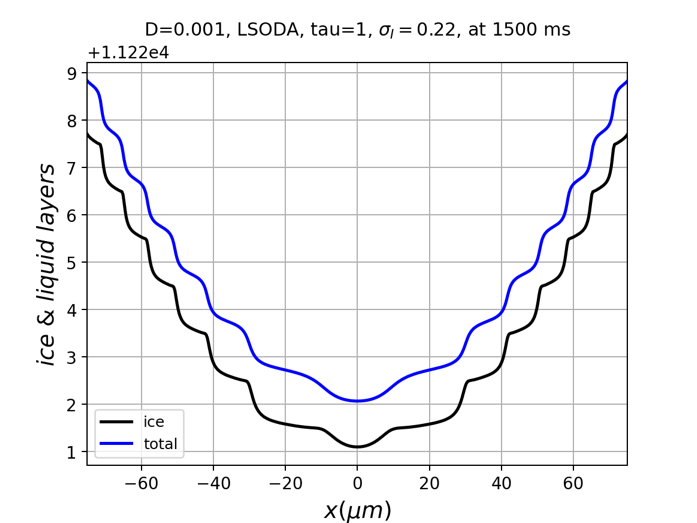 D=0.001, LSODA, tau=1, σ_I = 0.22, at 1500 ms
+1.122e4
9
8
7
6
5
4
3
2
1
ice & liquid layers
ice
total
−60 −40 −20 0 20 40 60
x(μm)